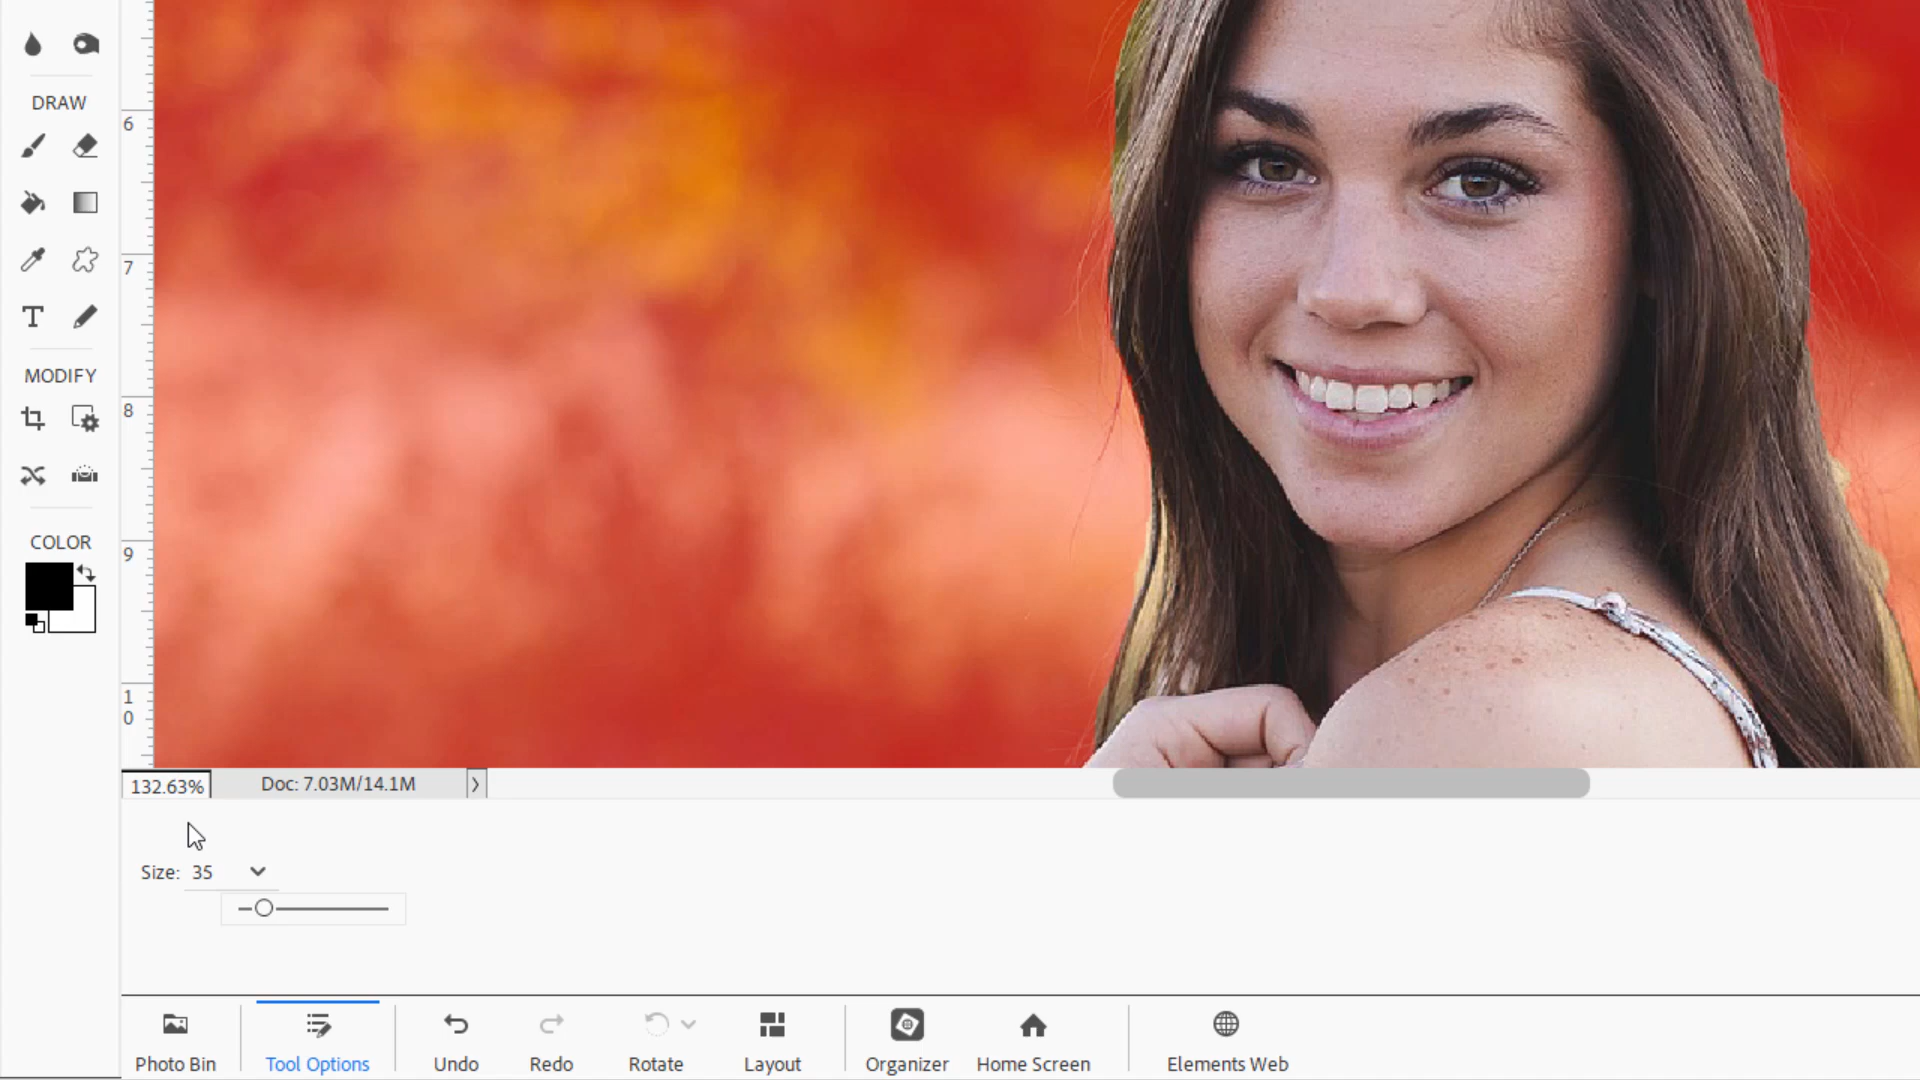 DRAW
6
7
T
MODIFY
8
COLOR
9
1
0
132.63%
Doc: 7.03M/14.1M
Size: 35
Photo Bin
Tool Options
Undo
Redo
Rotate
Layout
Organizer
Home Screen
Elements Web